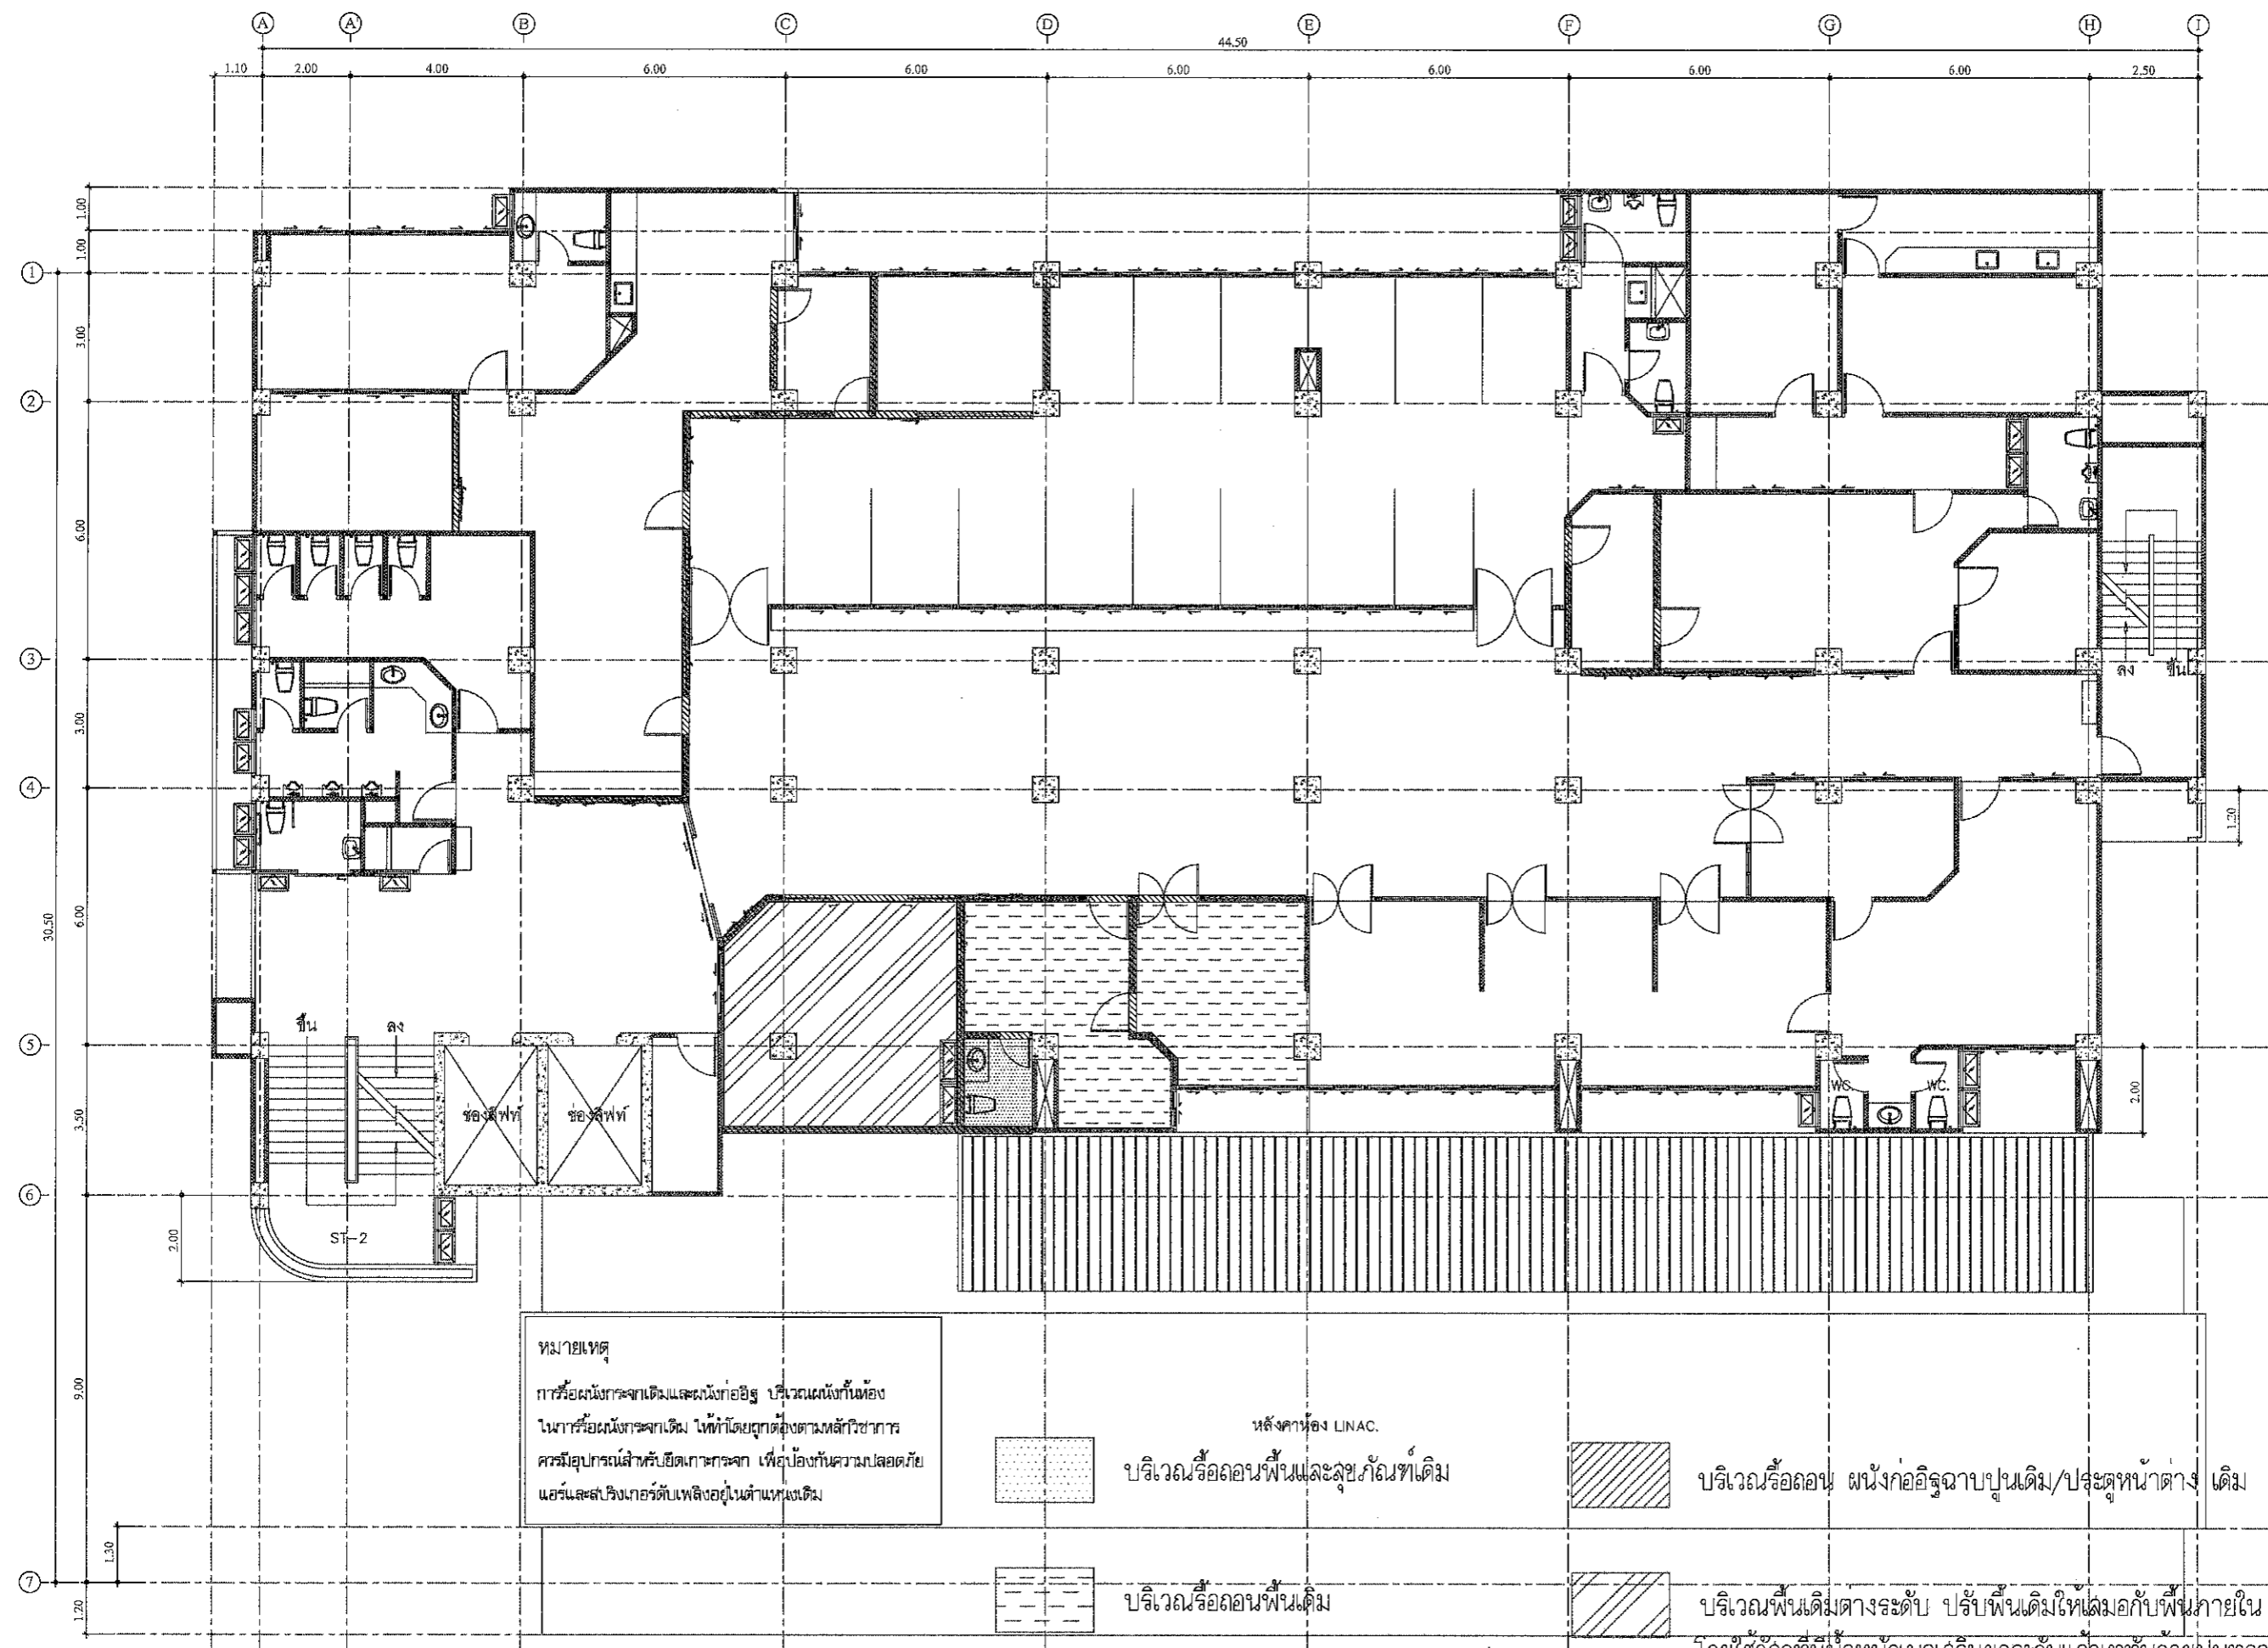 A A' B C D E F G H I
44.50
1.10 2.00 4.00 6.00 6.00 6.00 6.00 6.00 6.00 2.50
1.00
1.00
1
3.00
2
6.00
3
ลง ขึ้น
3.00
4
1.20
6.00
30.50
ขึ้น ลง
5
WC. WC.
2.00
3.50
ช่องลิฟท์ ช่องลิฟท์
6
2.00
ST-2
9.00
หมายเหตุ
การรื้อผนังกระจกเดิมและผนังก่ออิฐ บริเวณผนังกั้นห้อง
ในการรื้อผนังกระจกเดิม ให้ทำโดยถูกต้องตามหลักวิชาการ
ควรมีอุปกรณ์สำหรับยึดเกาะกระจก เพื่อป้องกันความปลอดภัย
แอร์และสปริงเกอร์ดับเพลิงอยู่ในตำแหน่งเดิม
หลังคาห้อง LINAC.
บริเวณรื้อถอนพื้นและสุขภัณฑ์เดิม
บริเวณรื้อถอน ผนังก่ออิฐฉาบปูนเดิม/ประตูหน้าต่าง เดิม
1.30
7
1.20
บริเวณรื้อถอนพื้นเดิม
บริเวณพื้นเดิมต่างระดับ ปรับพื้นเดิมให้เสมอกับพื้นภายใน